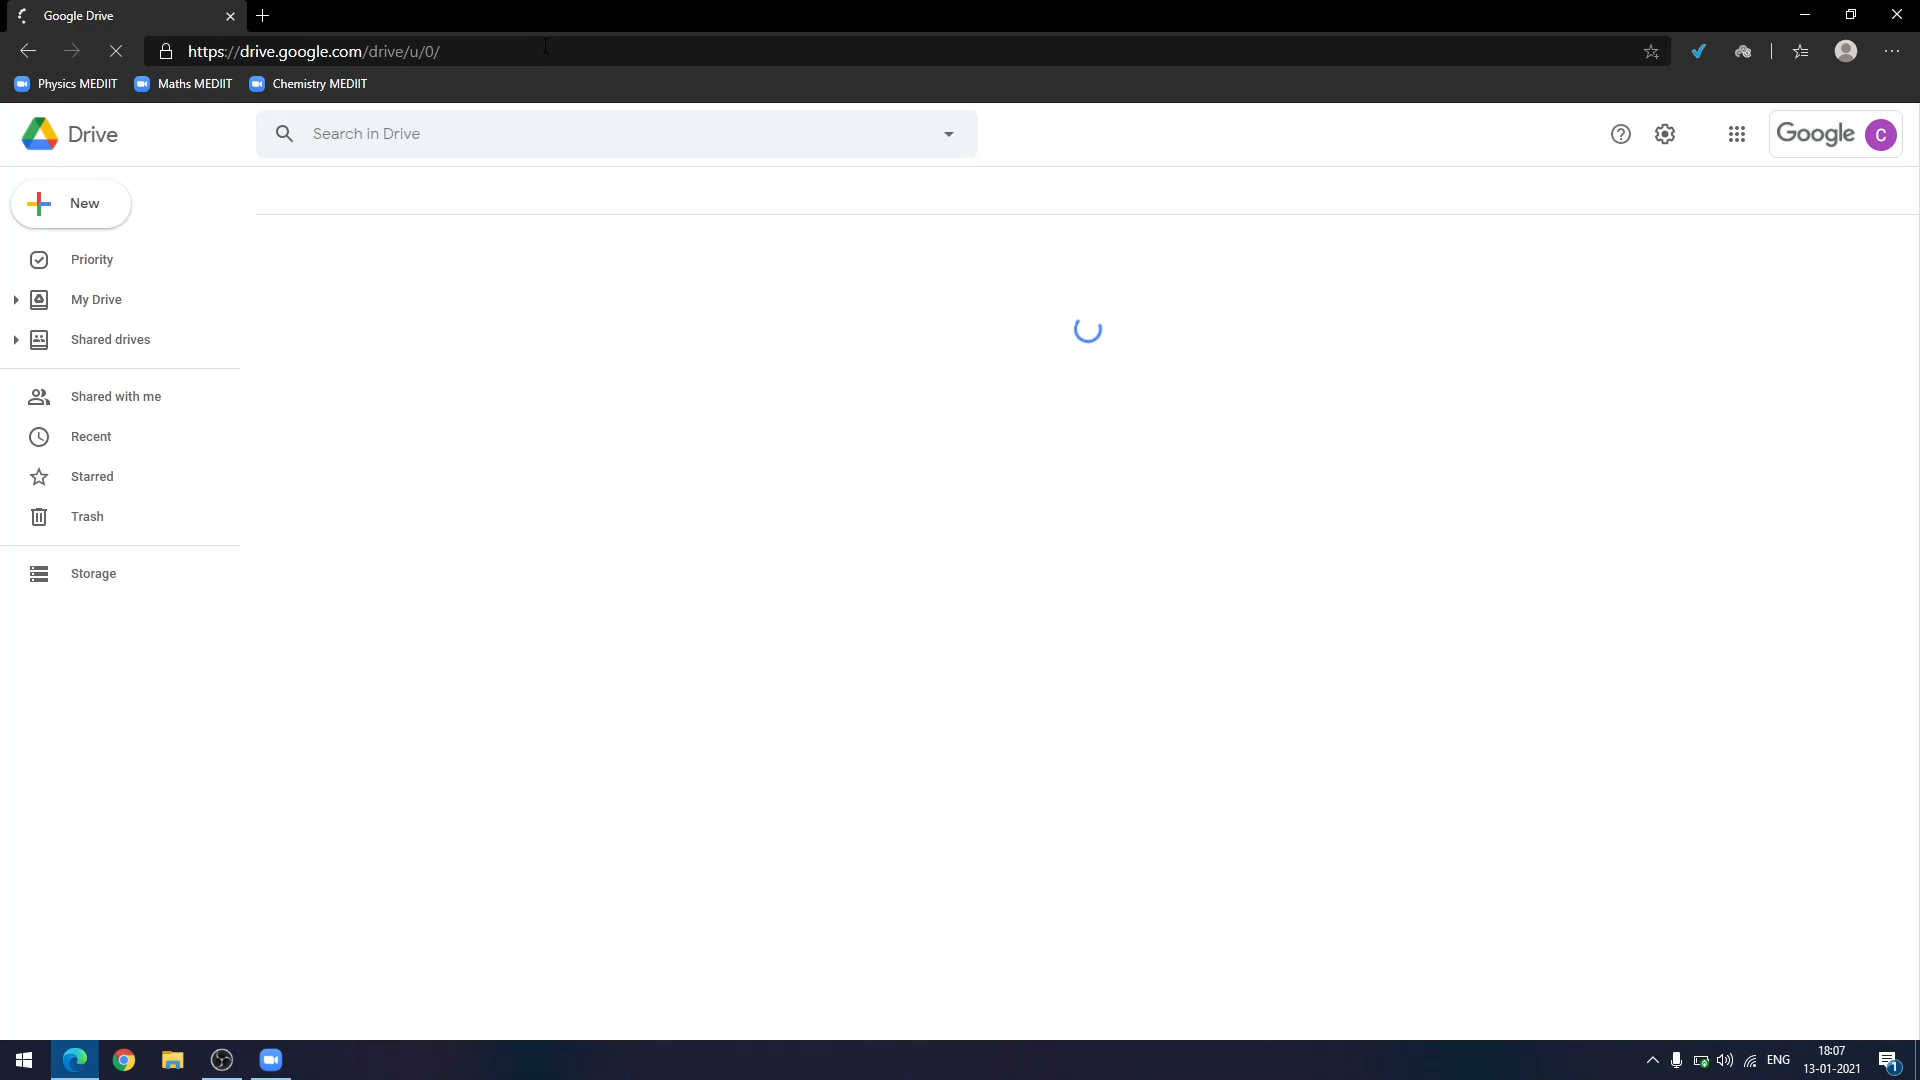 Google Drive
https://drive.google.com/drive/u/0/
Physics MEDIIT Maths MEDIIT Chemistry MEDIIT
Drive
Search in Drive
Google C
New
Priority
My Drive
Shared drives
Shared with me
Recent
Starred
Trash
Storage
ENG
18:07
13-01-2021
1